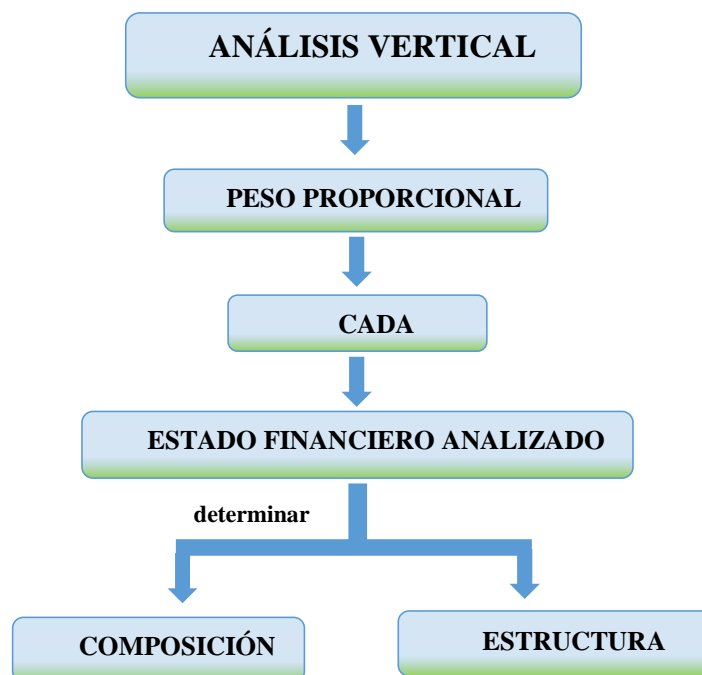 ANÁLISIS VERTICAL
PESO PROPORCIONAL
CADA
ESTADO FINANCIERO ANALIZADO
determinar
COMPOSICIÓN
ESTRUCTURA